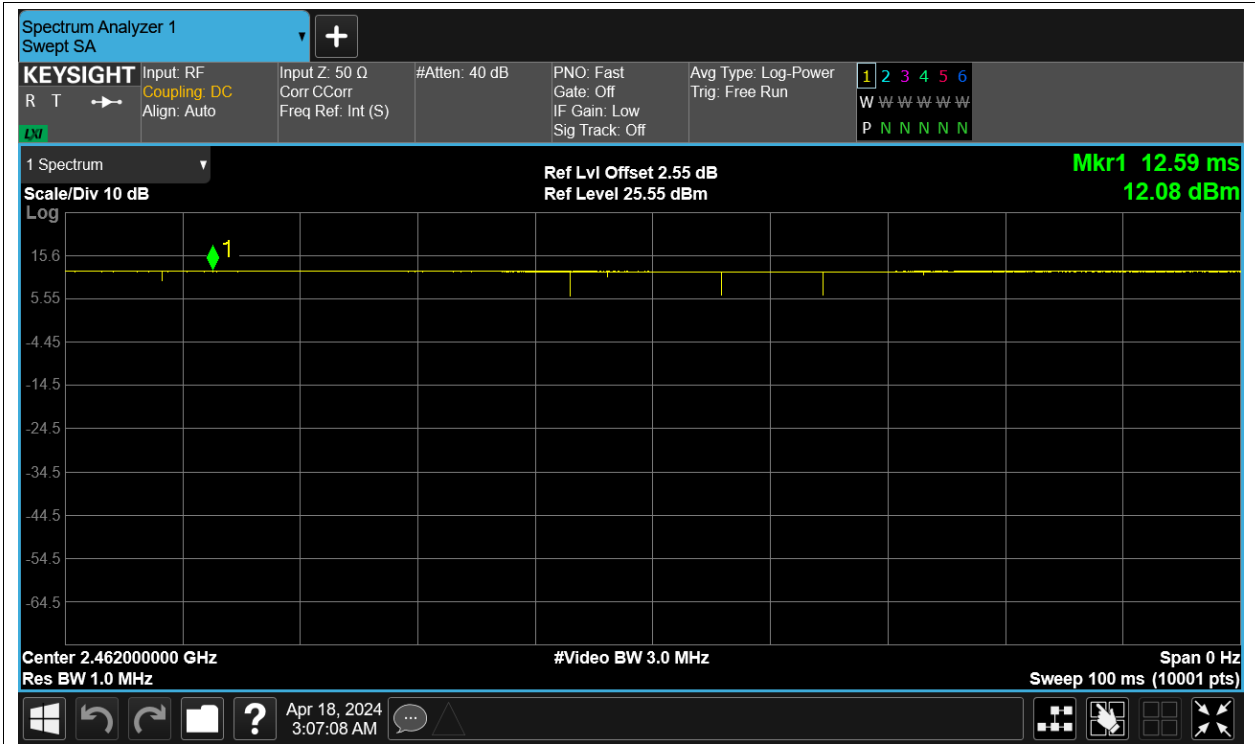 Spectrum Analyzer 1
Swept SA
KEYSIGHT
R T
LXI
Input: RF
Coupling: DC
Align: Auto
Input Z: 50 Ω
Corr CCorr
Freq Ref: Int (S)
#Atten: 40 dB
PNO: Fast
Gate: Off
IF Gain: Low
Sig Track: Off
Avg Type: Log-Power
Trig: Free Run
1 2 3 4 5 6
W W W W W W
P N N N N N
1 Spectrum
Scale/Div 10 dB
Ref Lvl Offset 2.55 dB
Ref Level 25.55 dBm
Mkr1 12.59 ms
12.08 dBm
Log
1
15.6
5.55
-4.45
-14.5
-24.5
-34.5
-44.5
-54.5
-64.5
Center 2.462000000 GHz
#Video BW 3.0 MHz
Span 0 Hz
Res BW 1.0 MHz
Sweep 100 ms (10001 pts)
?
Apr 18, 2024
3:07:08 AM